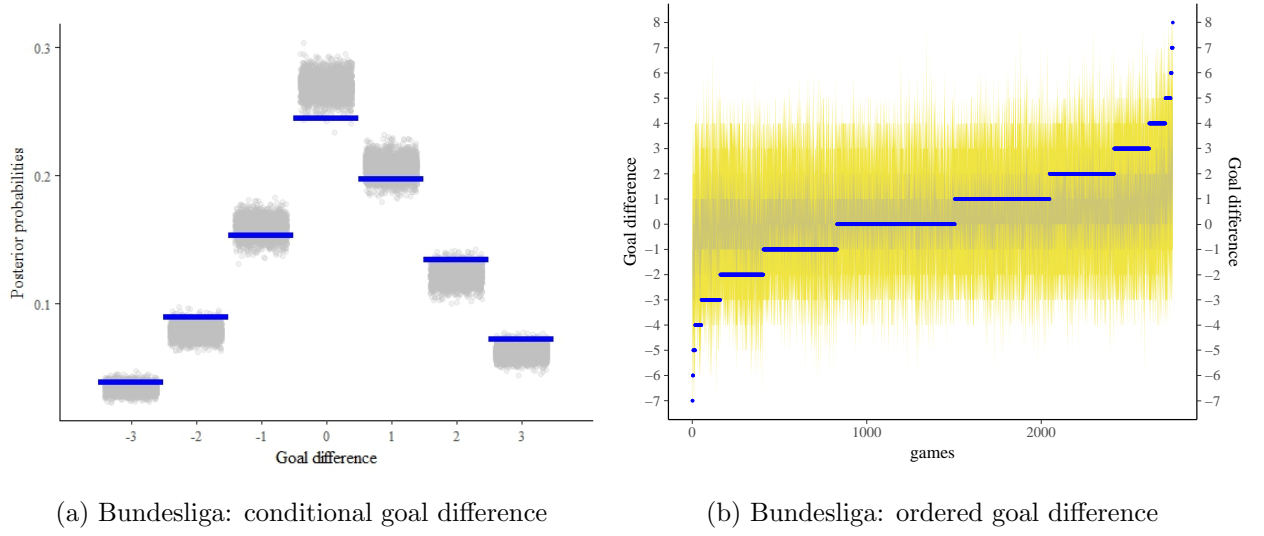 0.3
0.2
0.1
Posterior probabilities
-3 -2 -1 0 1 2 3
Goal difference
8 8
7 7
6 6
5 5
4 4
3 3
2 2
1 1
0 0
−1 −1
−2 −2
−3 −3
−4 −4
−5 −5
−6 −6
−7 −7
Goal difference
Goal difference
0 1000 2000
games
(a) Bundesliga: conditional goal difference
(b) Bundesliga: ordered goal difference